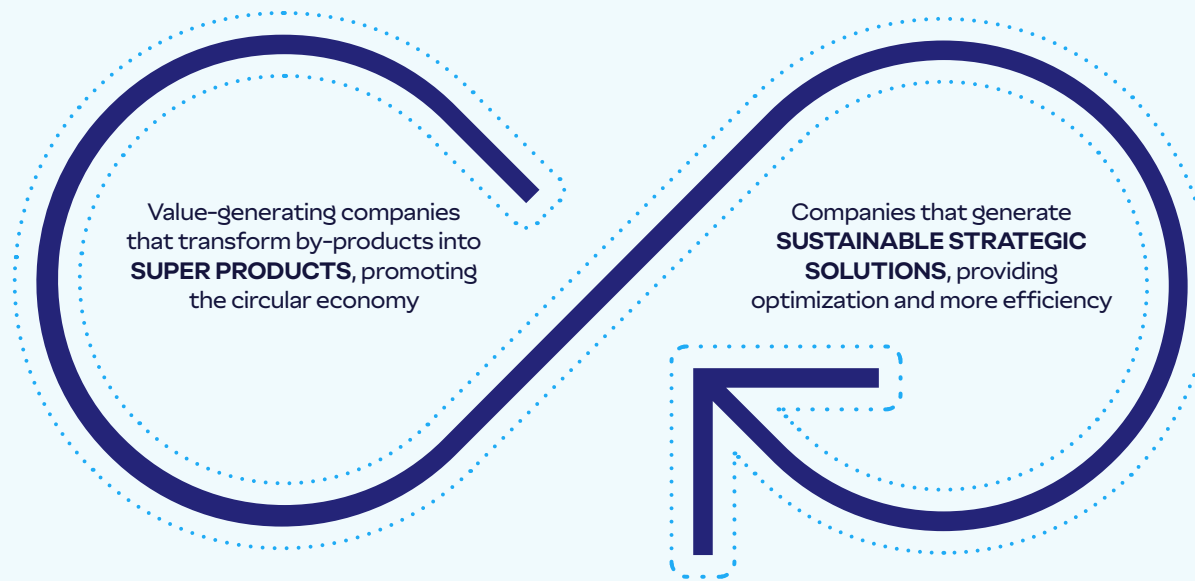 Value-generating companies
that transform by-products into
SUPER PRODUCTS, promoting
the circular economy
Companies that generate
SUSTAINABLE STRATEGIC
SOLUTIONS, providing
optimization and more efficiency